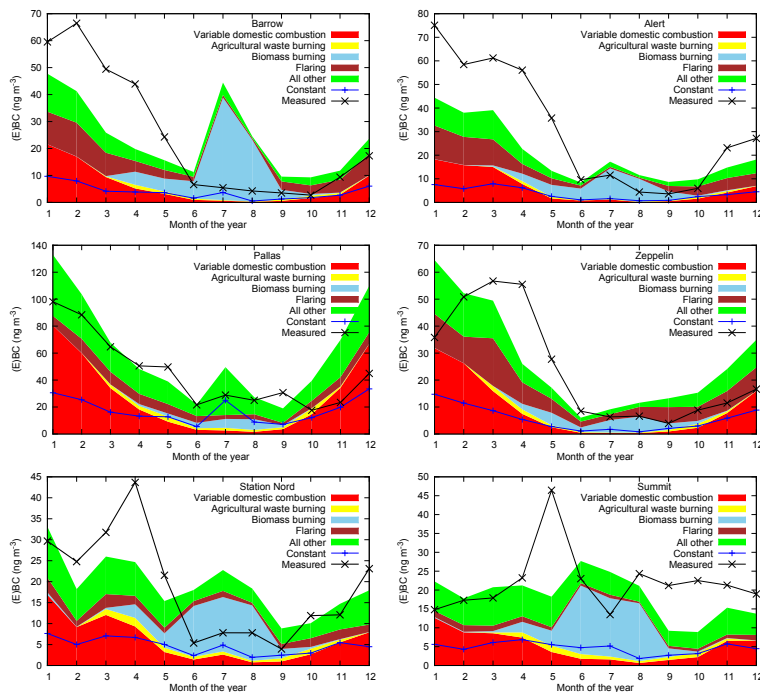 Barrow
Variable domestic combustion
Agricultural waste burning
Biomass burning
Flaring
All other
Constant
Measured
(E)BC (ng m-3)
70
60
50
40
30
20
10
0
1 2 3 4 5 6 7 8 9 10 11 12
Month of the year
Alert
Variable domestic combustion
Agricultural waste burning
Biomass burning
Flaring
All other
Constant
Measured
(E)BC (ng m-3)
80
70
60
50
40
30
20
10
0
1 2 3 4 5 6 7 8 9 10 11 12
Month of the year
Pallas
Variable domestic combustion
Agricultural waste burning
Biomass burning
Flaring
All other
Constant
Measured
(E)BC (ng m-3)
140
120
100
80
60
40
20
0
1 2 3 4 5 6 7 8 9 10 11 12
Month of the year
Zeppelin
Variable domestic combustion
Agricultural waste burning
Biomass burning
Flaring
All other
Constant
Measured
(E)BC (ng m-3)
70
60
50
40
30
20
10
0
1 2 3 4 5 6 7 8 9 10 11 12
Month of the year
Station Nord
Variable domestic combustion
Agricultural waste burning
Biomass burning
Flaring
All other
Constant
Measured
(E)BC (ng m-3)
45
40
35
30
25
20
15
10
5
0
1 2 3 4 5 6 7 8 9 10 11 12
Month of the year
Summit
Variable domestic combustion
Agricultural waste burning
Biomass burning
Flaring
All other
Constant
Measured
(E)BC (ng m-3)
50
45
40
35
30
25
20
15
10
5
0
1 2 3 4 5 6 7 8 9 10 11 12
Month of the year